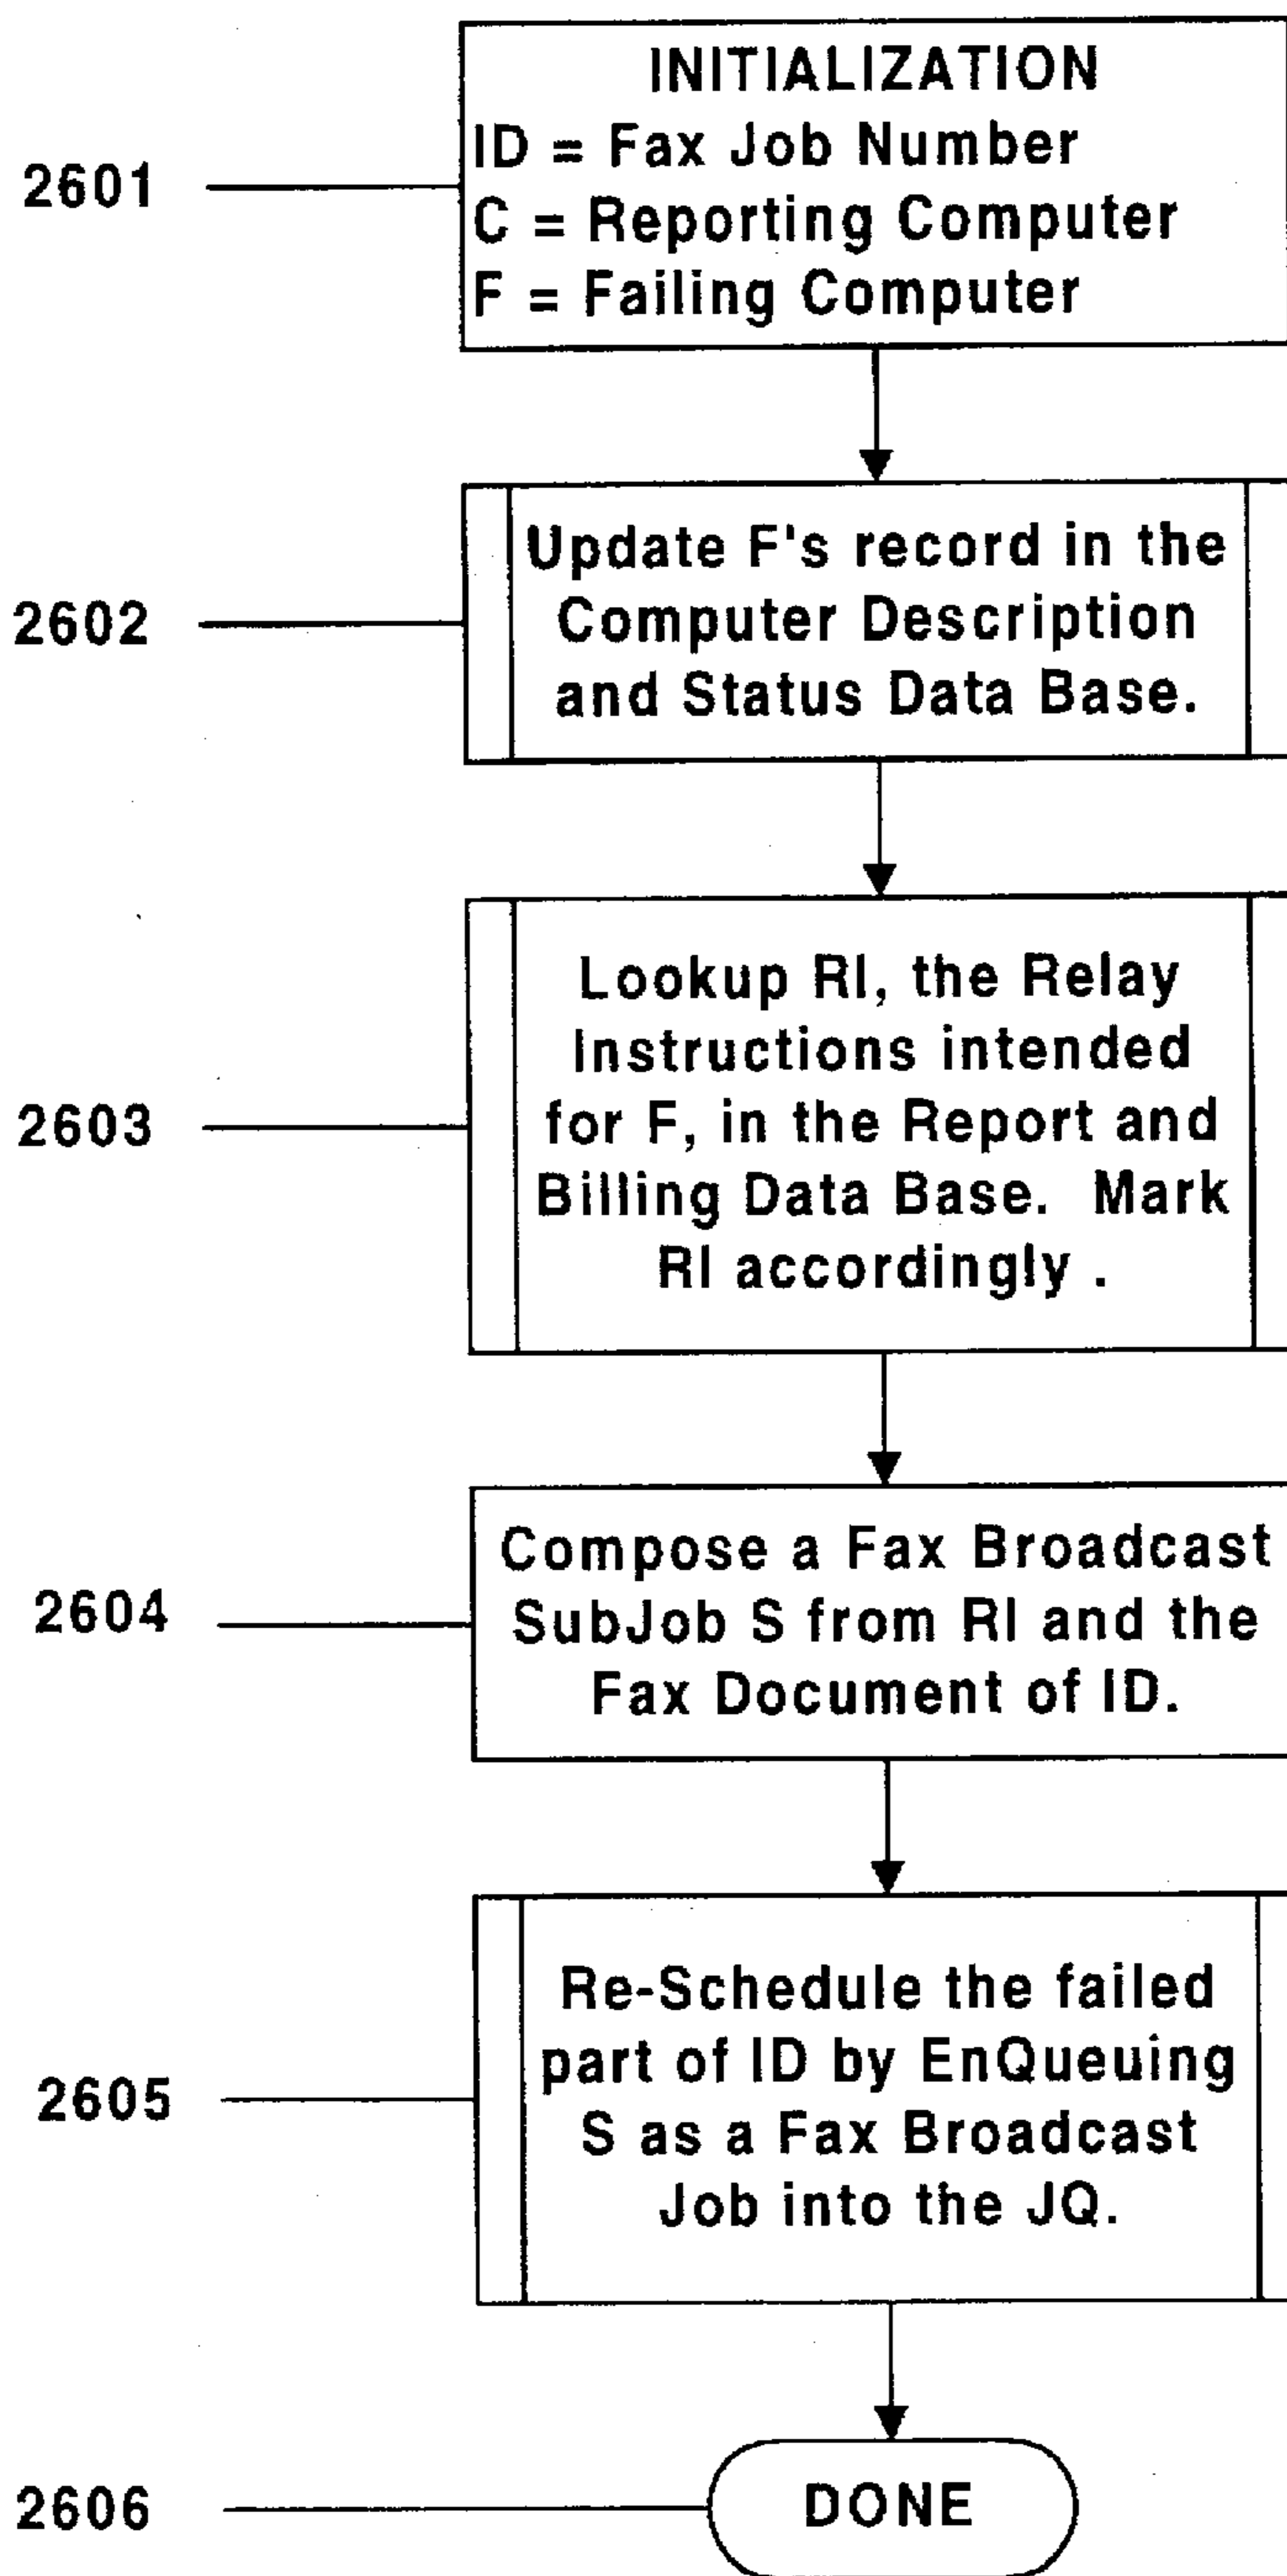 INITIALIZATION
2601
ID = Fax Job Number
C = Reporting Computer
F = Failing Computer
2602
Update F's record in the
Computer Description
and Status Data Base.
2603
Lookup RI, the Relay
Instructions intended
for F, in the Report and
Billing Data Base. Mark
RI accordingly .
2604
Compose a Fax Broadcast
SubJob S from RI and the
Fax Document of ID.
2605
Re-Schedule the failed
part of ID by EnQueuing
S as a Fax Broadcast
Job into the JQ.
2606
DONE